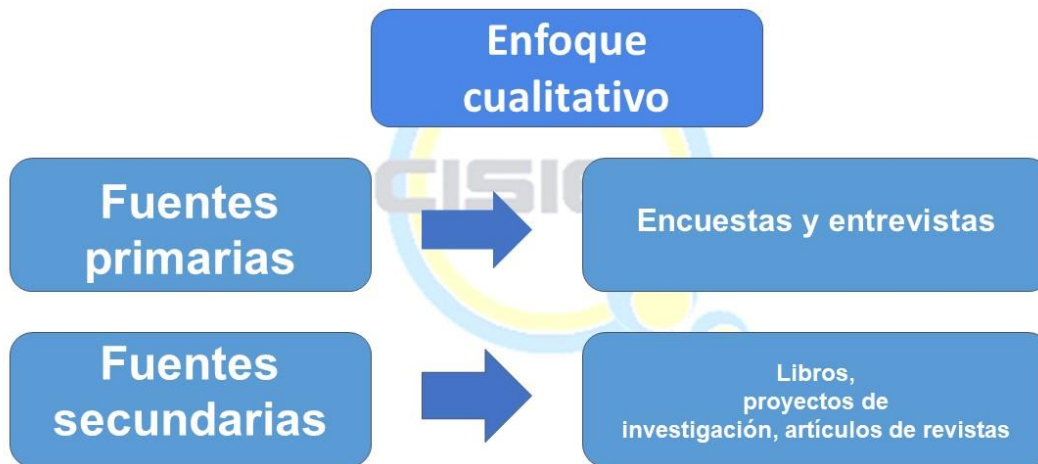 Enfoque
cualitativo
Fuentes
primarias
Encuestas y entrevistas
Fuentes
secundarias
Libros,
proyectos de
investigación, artículos de revistas